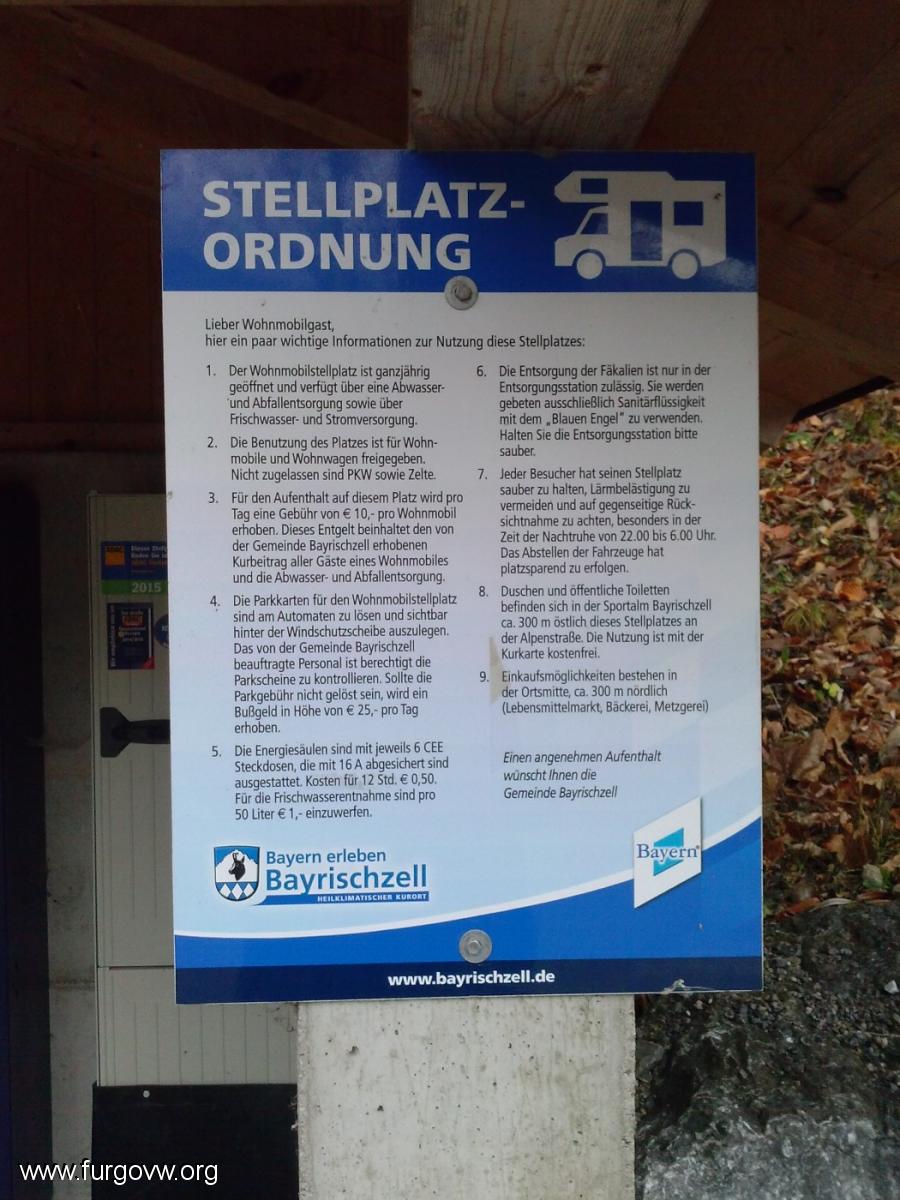 STELLPLATZ-
ORDNUNG
Lieber Wohnmobilgast,
hier ein paar wichtige Informationen zur Nutzung diese Stellplatzes:
1. Der Wohnmobilstellplatz ist ganzjährig
geöffnet und verfügt über eine Abwasser-
und Abfallentsorgung sowie über
Frischwasser- und Stromversorgung.
2. Die Benutzung des Platzes ist für Wohn-
mobile und Wohnwagen freigegeben.
Nicht zugelassen sind PKW sowie Zelte.
3. Für den Aufenthalt auf diesem Platz wird pro
Tag eine Gebühr von € 10,- pro Wohnmobil
erhoben. Dieses Entgelt beinhaltet den von
der Gemeinde Bayrischzell erhobenen
Kurbeitrag aller Gäste eines Wohnmobiles
und die Abwasser- und Abfallentsorgung.
4. Die Parkkarten für den Wohnmobilstellplatz
sind am Automaten zu lösen und sichtbar
hinter der Windschutzscheibe auszulegen.
Das von der Gemeinde Bayrischzell
beauftragte Personal ist berechtigt die
Parkscheine zu kontrollieren. Sollte die
Parkgebühr nicht gelöst sein, wird ein
Bußgeld in Höhe von € 25,- pro Tag
erhoben.
5. Die Energiesäulen sind mit jeweils 6 CEE
Steckdosen, die mit 16 A abgesichert sind
ausgestattet. Kosten für 12 Std. € 0,50.
Für die Frischwasserentnahme sind pro
50 Liter € 1,- einzuwerfen.
6. Die Entsorgung der Fäkalien ist nur in der
Entsorgungsstation zulässig. Sie werden
gebeten ausschließlich Sanitärflüssigkeit
mit dem „Blauen Engel" zu verwenden.
Halten Sie die Entsorgungsstation bitte
sauber.
7. Jeder Besucher hat seinen Stellplatz
sauber zu halten, Lärmbelästigung zu
vermeiden und auf gegenseitige Rück-
sichtnahme zu achten, besonders in der
Zeit der Nachtruhe von 22.00 bis 6.00 Uhr.
Das Abstellen der Fahrzeuge hat
platzsparend zu erfolgen.
8. Duschen und öffentliche Toiletten
befinden sich in der Sportalm Bayrischzell
ca. 300 m östlich dieses Stellplatzes an
der Alpenstraße. Die Nutzung ist mit der
Kurkarte kostenfrei.
9. Einkaufsmöglichkeiten bestehen in
der Ortsmitte, ca. 300 m nördlich
(Lebensmittelmarkt, Bäckerei, Metzgerei)
Einen angenehmen Aufenthalt
wünscht Ihnen die
Gemeinde Bayrischzell
Bayern erleben
Bayrischzell
HEILKLIMATISCHER KURORT
Bayern®
www.bayrischzell.de
2015
www.furgovw.org